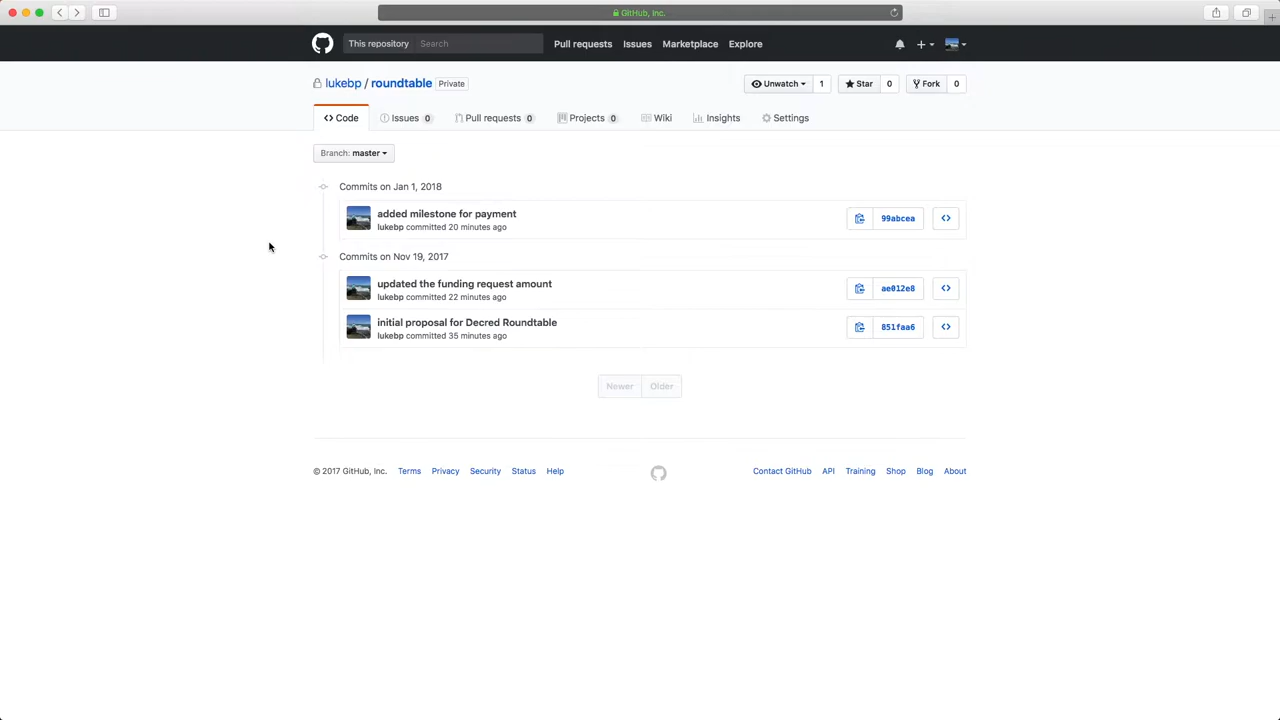 GitHub, Inc.
This repository Search Pull requests Issues Marketplace Explore
lukebp / roundtable Private Unwatch 1 Star 0 Fork 0
Code Issues 0 Pull requests 0 Projects 0 Wiki Insights Settings
Branch: master
Commits on Jan 1, 2018
added milestone for payment
lukebp committed 20 minutes ago
99abcea
Commits on Nov 19, 2017
updated the funding request amount
lukebp committed 22 minutes ago
ae012e8
initial proposal for Decred Roundtable
lukebp committed 35 minutes ago
851faa6
Newer Older
© 2017 GitHub, Inc. Terms Privacy Security Status Help Contact GitHub API Training Shop Blog About